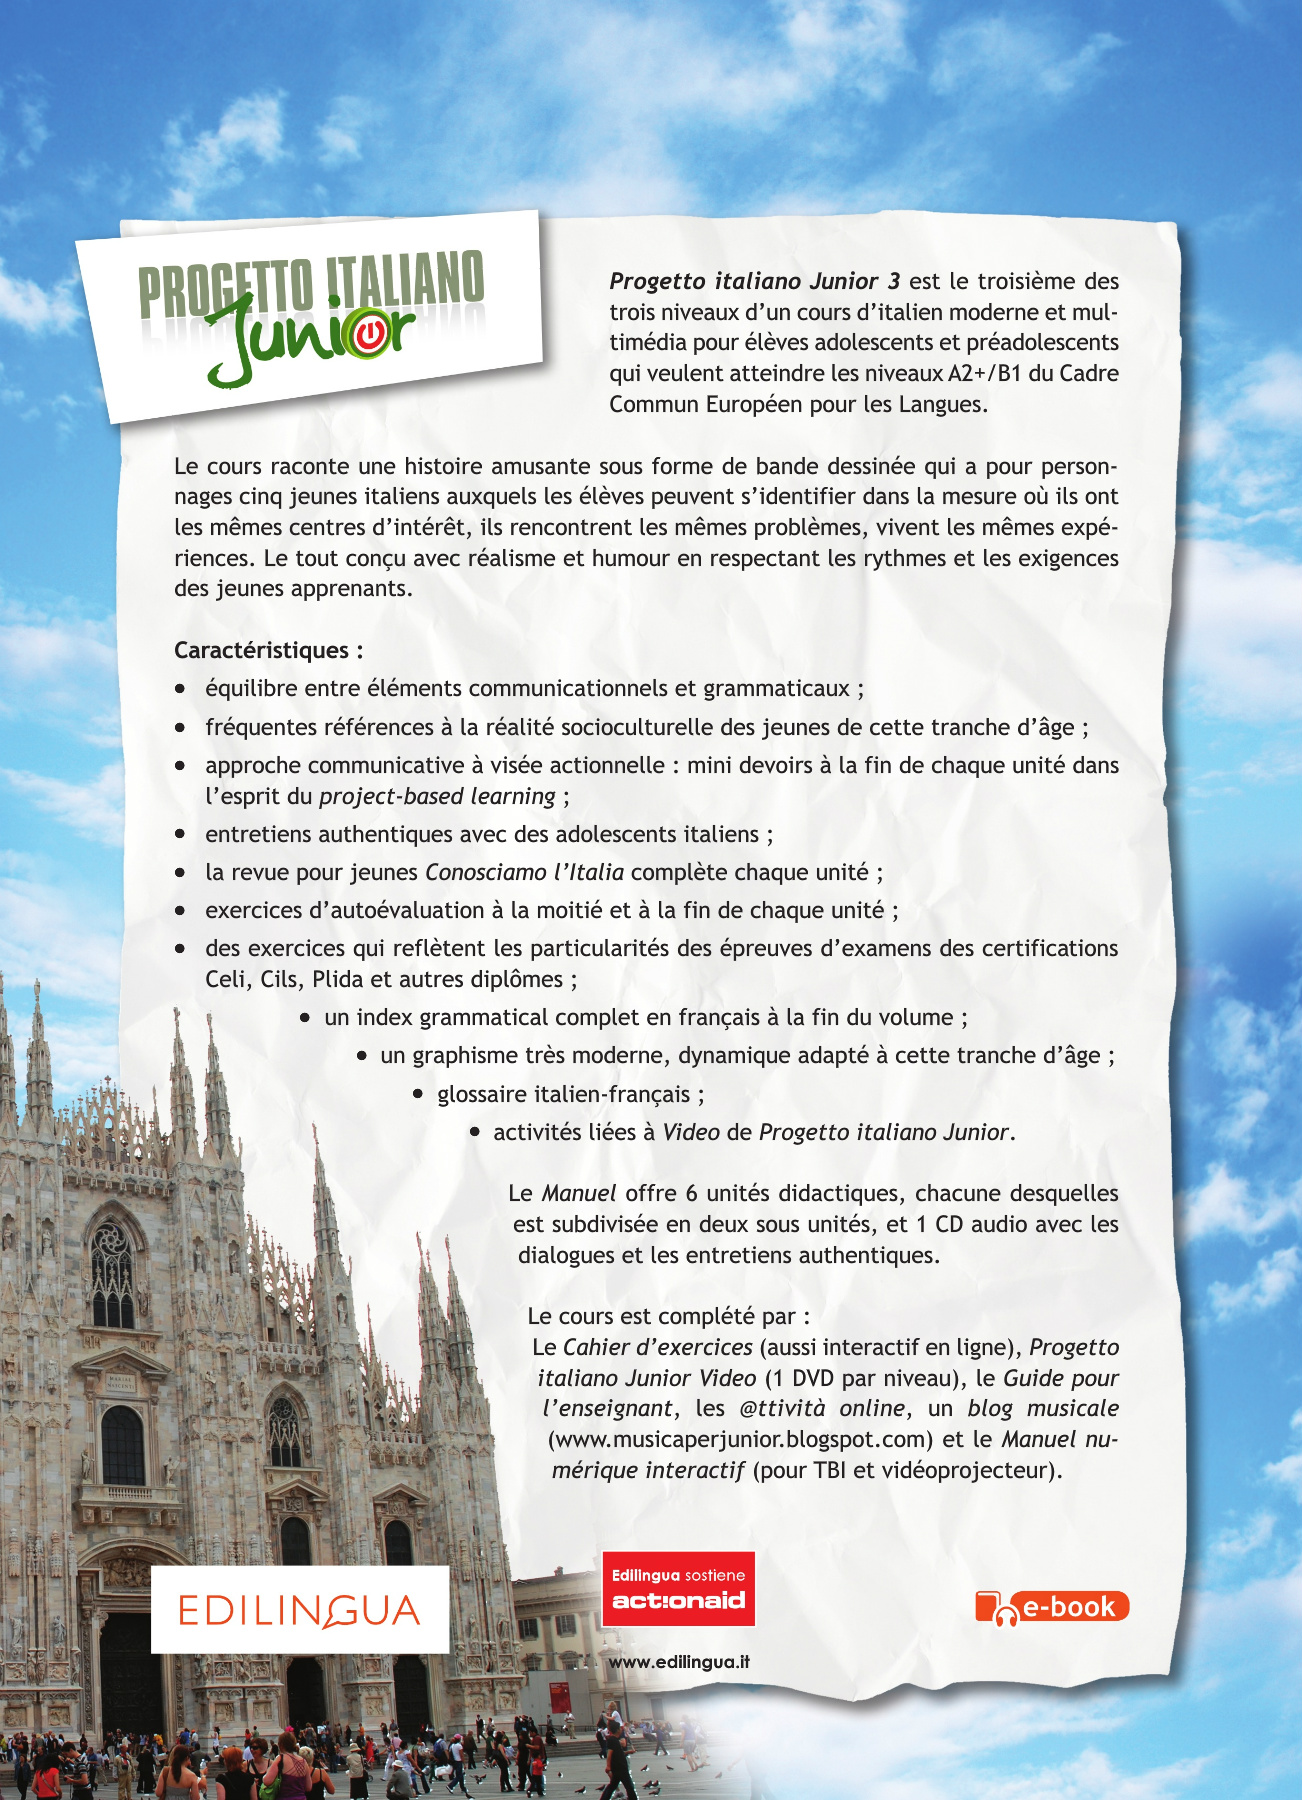 PROGETTO ITALIANO
Junior
Progetto italiano Junior 3 est le troisième des
trois niveaux d’un cours d’italien moderne et mul-
timédia pour élèves adolescents et préadolescents
qui veulent atteindre les niveaux A2+/B1 du Cadre
Commun Européen pour les Langues.
Le cours raconte une histoire amusante sous forme de bande dessinée qui a pour person-
nages cinq jeunes italiens auxquels les élèves peuvent s’identifier dans la mesure où ils ont
les mêmes centres d’intérêt, ils rencontrent les mêmes problèmes, vivent les mêmes expé-
riences. Le tout conçu avec réalisme et humour en respectant les rythmes et les exigences
des jeunes apprenants.
Caractéristiques :
• équilibre entre éléments communicationnels et grammaticaux ;
• fréquentes références à la réalité socioculturelle des jeunes de cette tranche d’âge ;
• approche communicative à visée actionnelle : mini devoirs à la fin de chaque unité dans
l’esprit du project-based learning ;
• entretiens authentiques avec des adolescents italiens ;
• la revue pour jeunes Conosciamo l’Italia complète chaque unité ;
• exercices d’autoévaluation à la moitié et à la fin de chaque unité ;
• des exercices qui reflètent les particularités des épreuves d’examens des certifications
Celi, Cils, Plida et autres diplômes ;
• un index grammatical complet en français à la fin du volume ;
• un graphisme très moderne, dynamique adapté à cette tranche d’âge ;
• glossaire italien-français ;
• activités liées à Video de Progetto italiano Junior.
Le Manuel offre 6 unités didactiques, chacune desquelles
est subdivisée en deux sous unités, et 1 CD audio avec les
dialogues et les entretiens authentiques.
Le cours est complété par :
Le Cahier d’exercices (aussi interactif en ligne), Progetto
italiano Junior Video (1 DVD par niveau), le Guide pour
l’enseignant, les @ttività online, un blog musicale
(www.musicaperjunior.blogspot.com) et le Manuel nu-
mérique interactif (pour TBI et vidéoprojecteur).
MARIAE
NASCENTI
EDILINGUA
Edilingua sostiene
act:onaid
www.edilingua.it
e-book